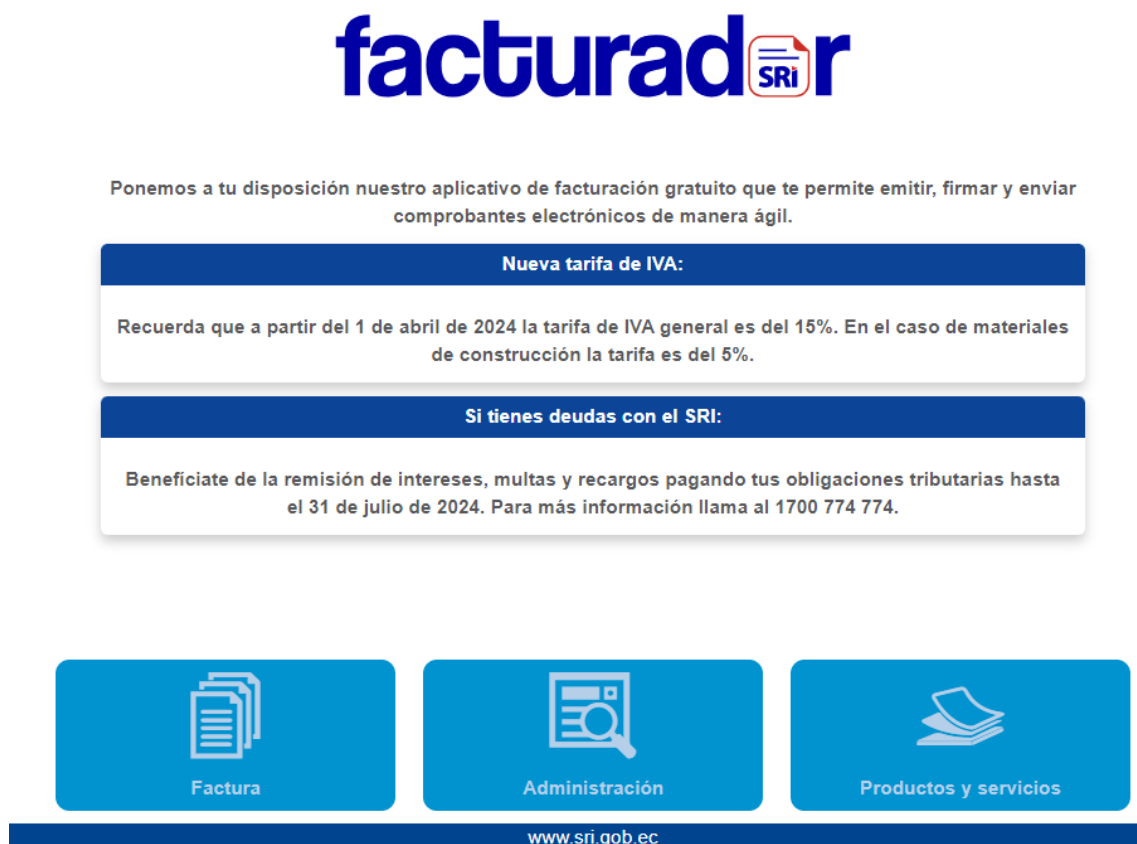 facturador
SRi
Ponemos a tu disposición nuestro aplicativo de facturación gratuito que te permite emitir, firmar y enviar
comprobantes electrónicos de manera ágil.
Nueva tarifa de IVA:
Recuerda que a partir del 1 de abril de 2024 la tarifa de IVA general es del 15%. En el caso de materiales
de construcción la tarifa es del 5%.
Si tienes deudas con el SRI:
Benefíciate de la remisión de intereses, multas y recargos pagando tus obligaciones tributarias hasta
el 31 de julio de 2024. Para más información llama al 1700 774 774.
Factura
Administración
Productos y servicios
www.sri.gob.ec